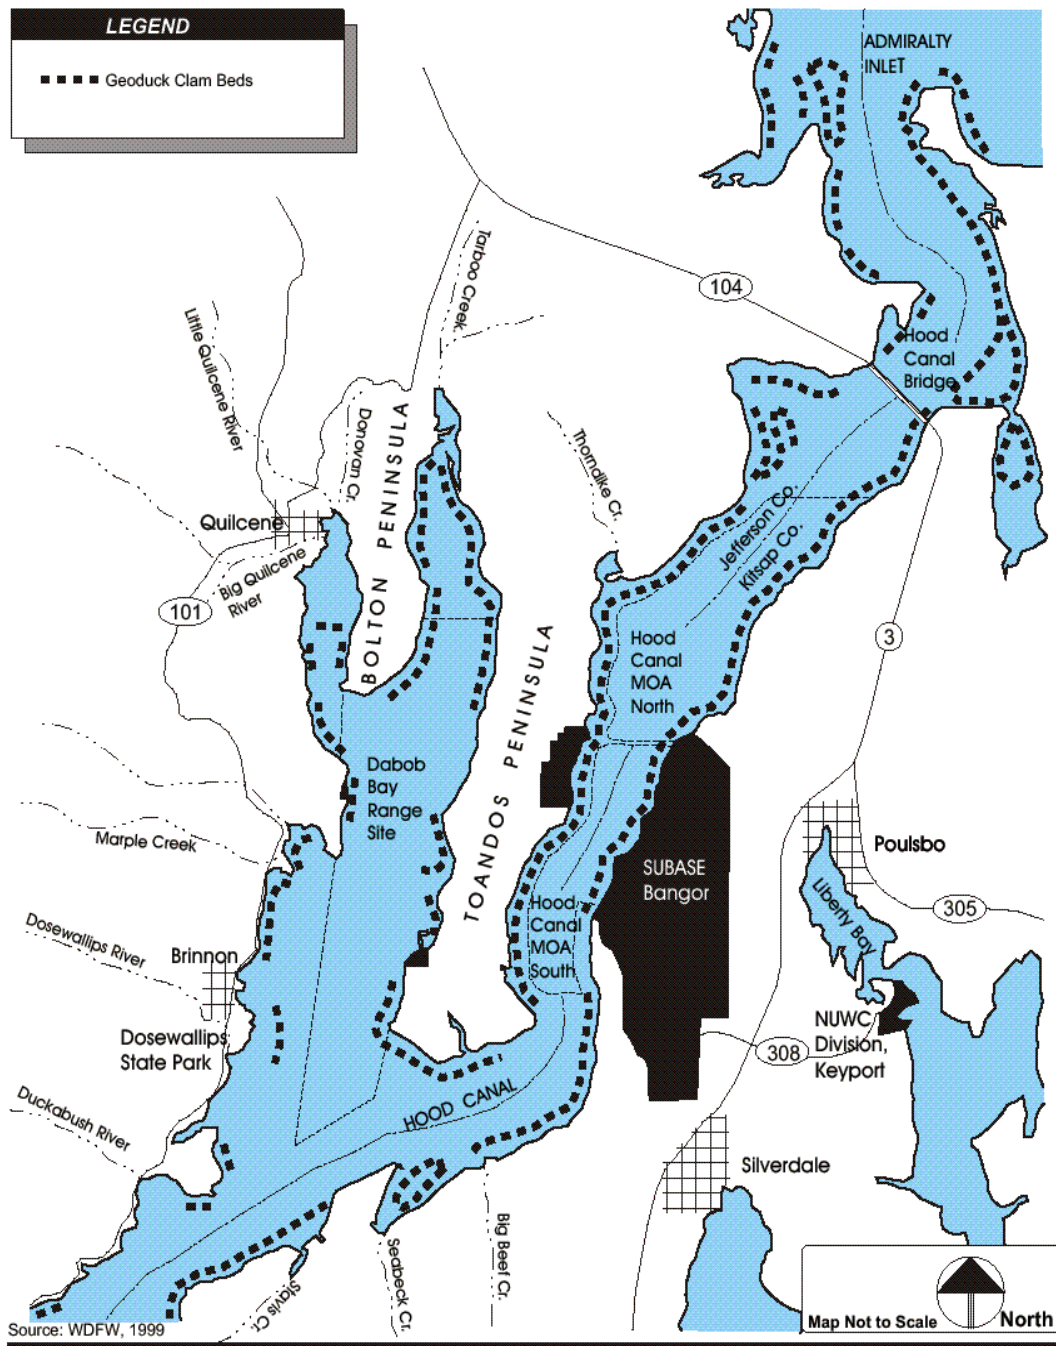 LEGEND
Geoduck Clam Beds
ADMIRALTY
INLET
Tarboo Creek
104
Little Quilcene River
Hood
Canal
Bridge
Donovan Cr.
BOLTON PENINSULA
Thorndike Cr.
Jefferson Co.
Kitsap Co.
Quilcene
Big Quilcene
River
101
3
Hood
Canal
MOA
North
TOANDOS PENINSULA
Dabob
Bay
Range
Site
Marple Creek
Poulsbo
SUBASE
Bangor
Liberty Bay
305
Hood
Canal
MOA
South
Dosewallips River
Brinnon
Dosewallips
State Park
NUWC
Division,
Keyport
308
Duckabush River
HOOD CANAL
Silverdale
Big Beef Cr.
Seabeck Cr.
Stavis Cr.
Map Not to Scale
North
Source: WDFW, 1999